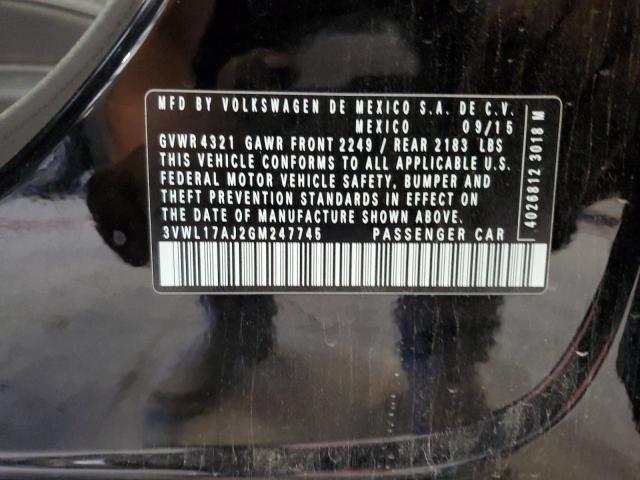 MFD BY VOLKSWAGEN DE MEXICO S.A. DE C.V.
MEXICO 09/15
GVWR 4321 GAWR FRONT 2249 / REAR 2183 LBS
THIS VEHICLE CONFORMS TO ALL APPLICABLE U.S.
FEDERAL MOTOR VEHICLE SAFETY, BUMPER AND
THEFT PREVENTION STANDARDS IN EFFECT ON
THE DATE OF MANUFACTURE SHOWN ABOVE.
3VWL17AJ2GM247745 PASSENGER CAR
4026812 3018 M